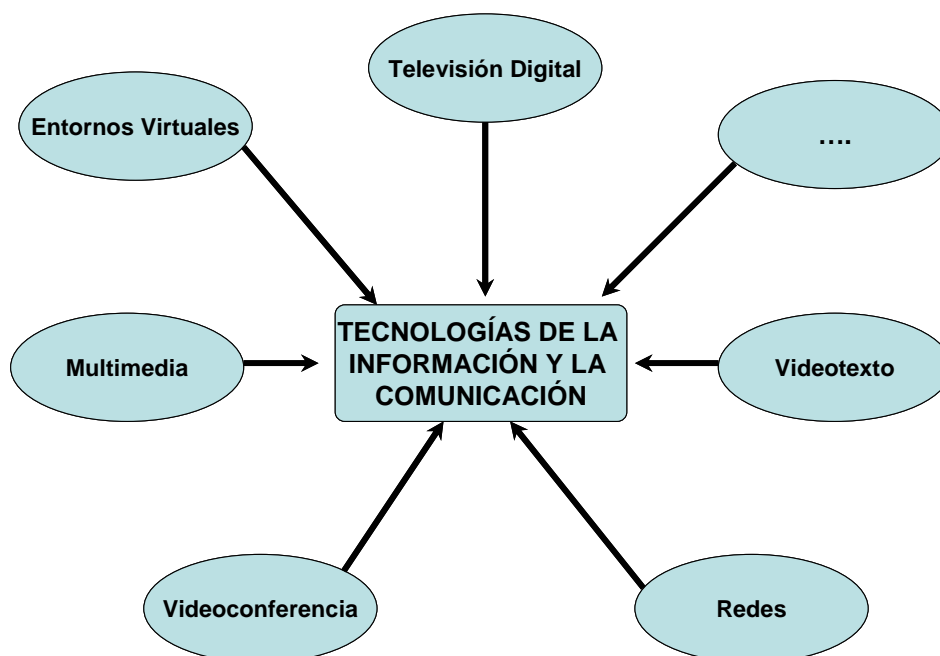 Televisión Digital
Entornos Virtuales
....
TECNOLOGÍAS DE LA
INFORMACIÓN Y LA
COMUNICACIÓN
Multimedia
Videotexto
Videoconferencia
Redes